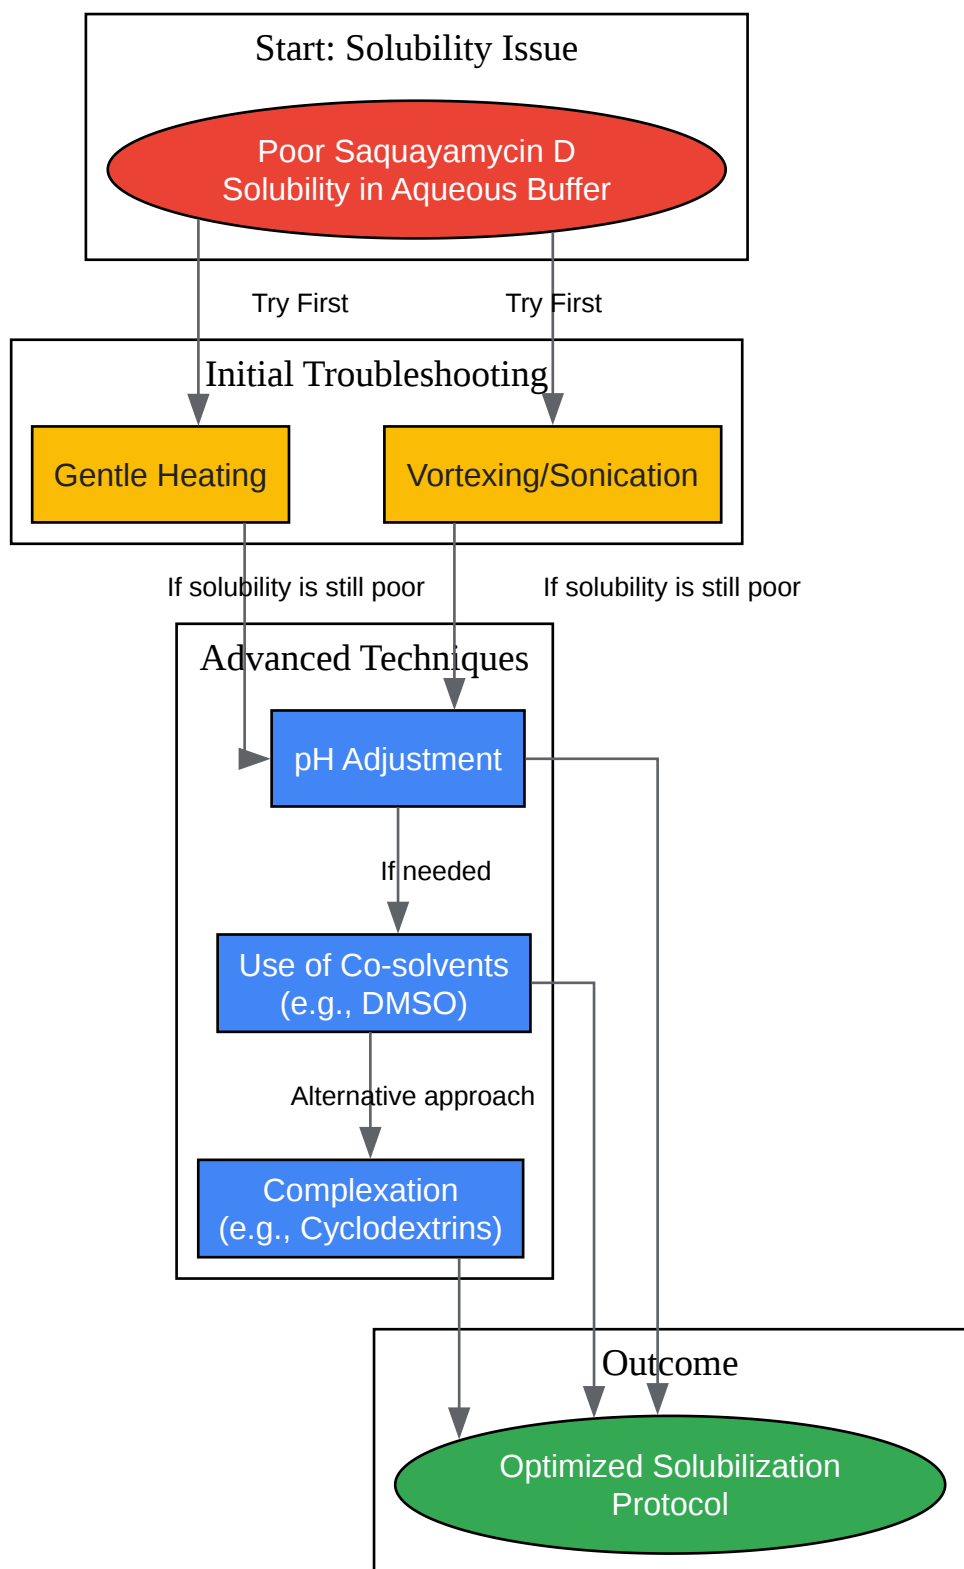 Start: Solubility Issue
Poor Saquayamycin D
Solubility in Aqueous Buffer
Try First
Try First
Initial Troubleshooting
Gentle Heating
Vortexing/Sonication
If solubility is still poor
If solubility is still poor
Advanced Techniques
pH Adjustment
If needed
Use of Co-solvents
(e.g., DMSO)
Alternative approach
Complexation
(e.g., Cyclodextrins)
Outcome
Optimized Solubilization
Protocol